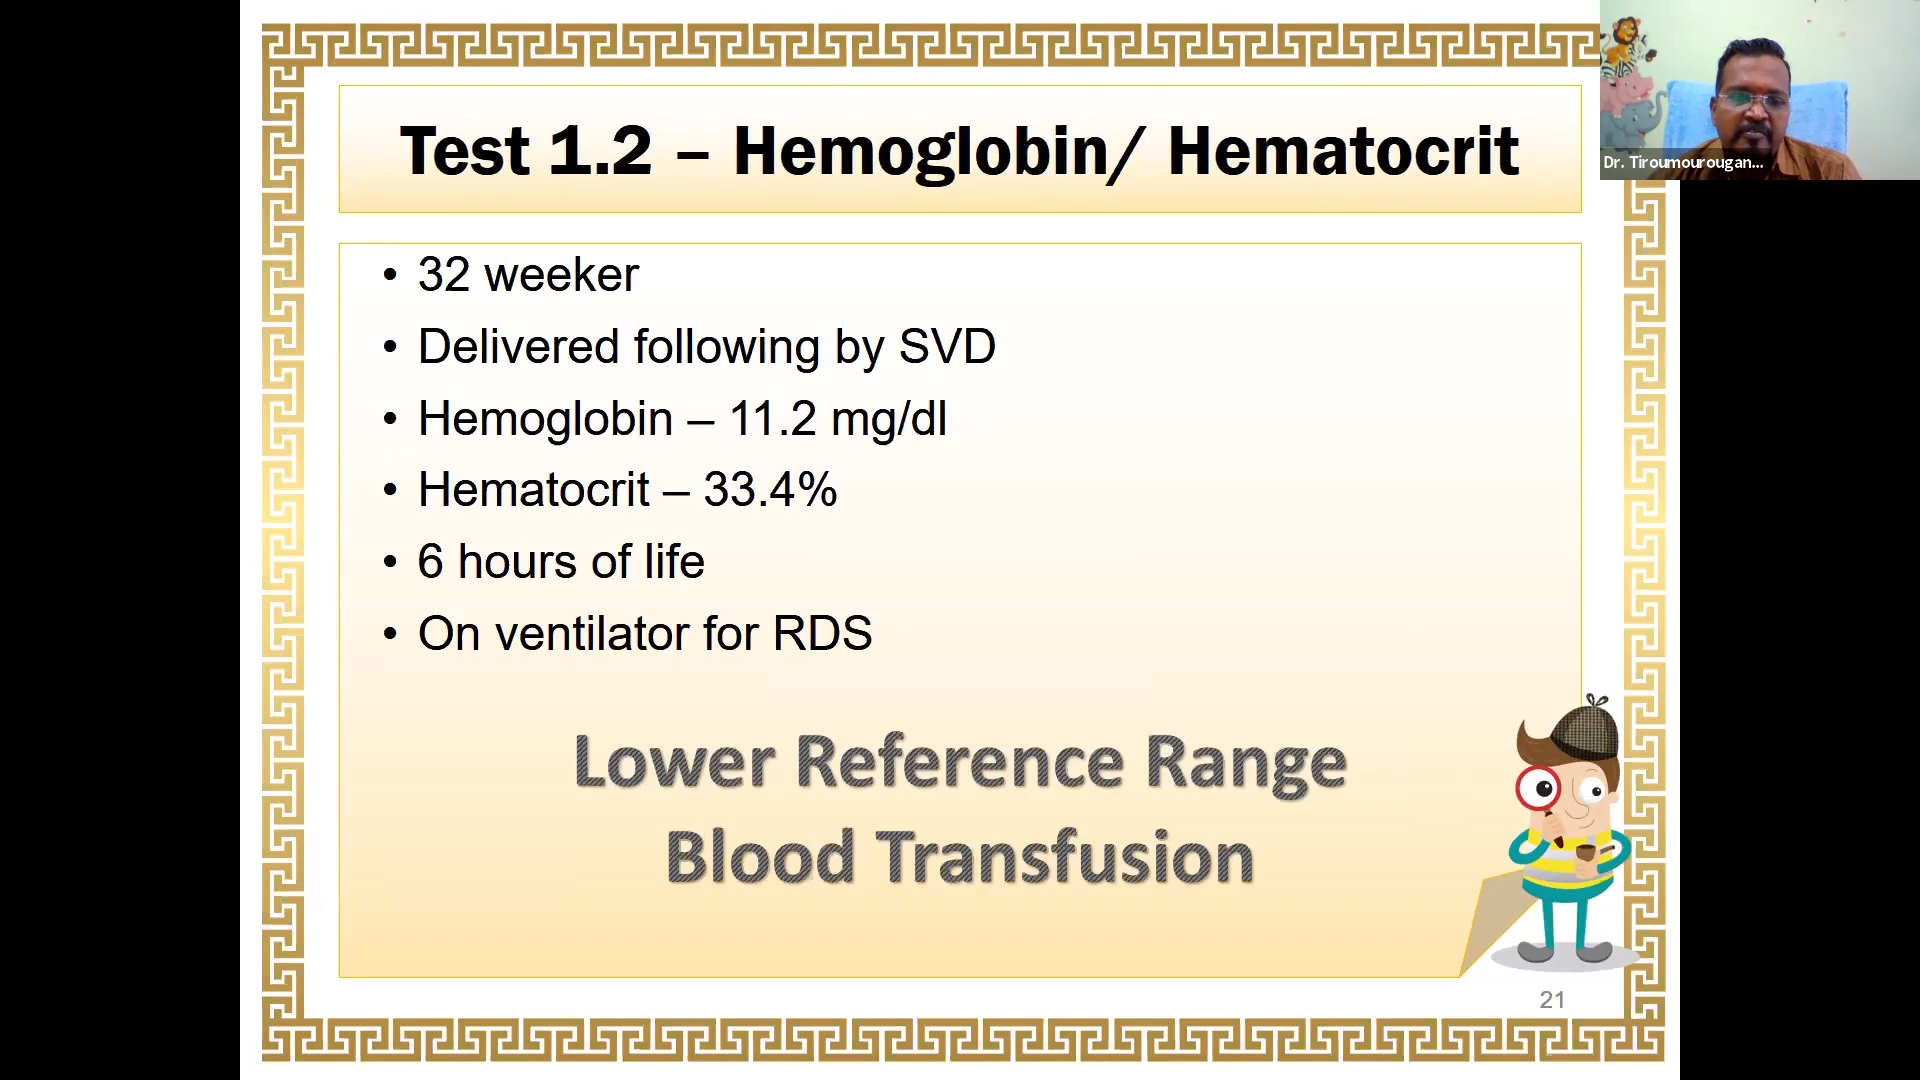 Test 1.2 – Hemoglobin/ Hematocrit
Dr. Tiroumourougan...
• 32 weeker
• Delivered following by SVD
• Hemoglobin – 11.2 mg/dl
• Hematocrit – 33.4%
• 6 hours of life
• On ventilator for RDS
Lower Reference Range
Blood Transfusion
21